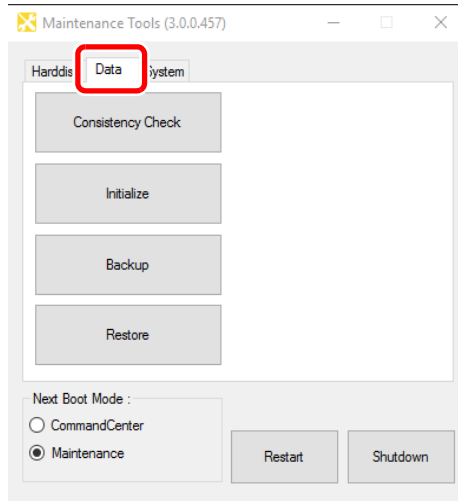 Maintenance Tools (3.0.0.457)
Harddis Data ystem
Consistency Check
Initialize
Backup
Restore
Next Boot Mode :
CommandCenter
Maintenance
Restart Shutdown